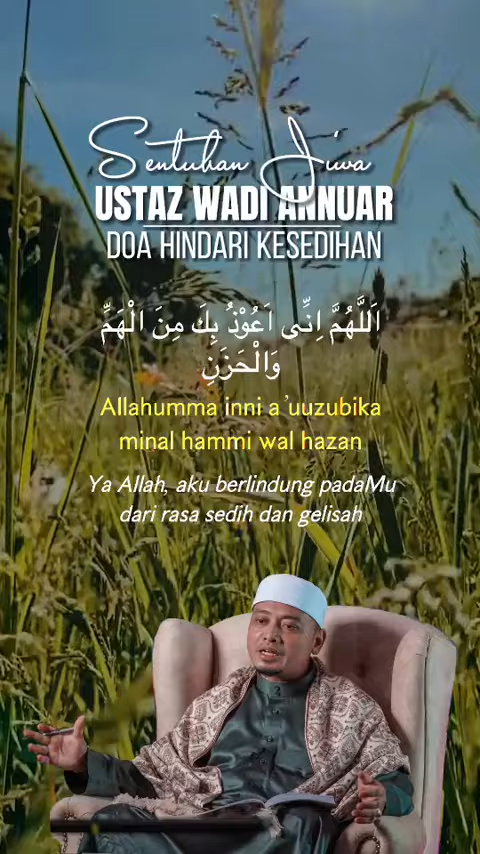 Sentuhan Jiwa
USTAZ WADI ANNUAR
DOA HINDARI KESEDIHAN
اَللَّهُمَّ اِنِّى اَعُوْذُ بِكَ مِنَ الْهَمِّ
وَالْحَزَنِ
Allahumma inni a'uuzubika
minal hammi wal hazan
Ya Allah, aku berlindung padaMu
dari rasa sedih dan gelisah